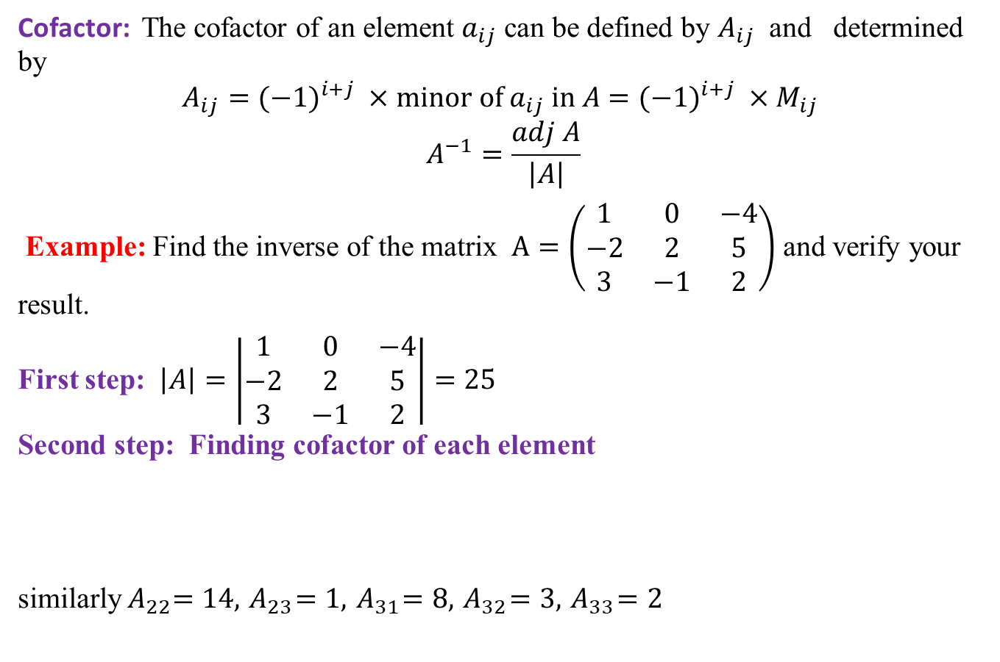 Cofactor: The cofactor of an element a_{ij} can be defined by A_{ij} and determined
by
A_{ij} = (−1)^{i+j} × minor of a_{ij} in A = (−1)^{i+j} × M_{ij}
A^{−1} = \frac{adj A}{|A|}
Example: Find the inverse of the matrix A = \begin{pmatrix} 1 & 0 & −4 \\ −2 & 2 & 5 \\ 3 & −1 & 2 \end{pmatrix} and verify your
result.
First step: |A| = \begin{vmatrix} 1 & 0 & −4 \\ −2 & 2 & 5 \\ 3 & −1 & 2 \end{vmatrix} = 25
Second step: Finding cofactor of each element
similarly A_{22}= 14, A_{23}= 1, A_{31}= 8, A_{32}= 3, A_{33}= 2